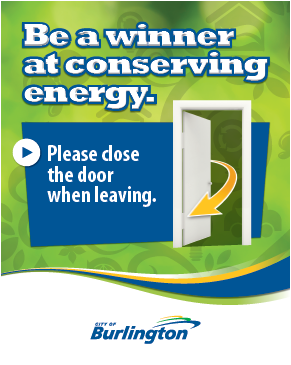 Be a winner
at conserving
energy.
Please close
the door
when leaving.
CITY OF
Burlington